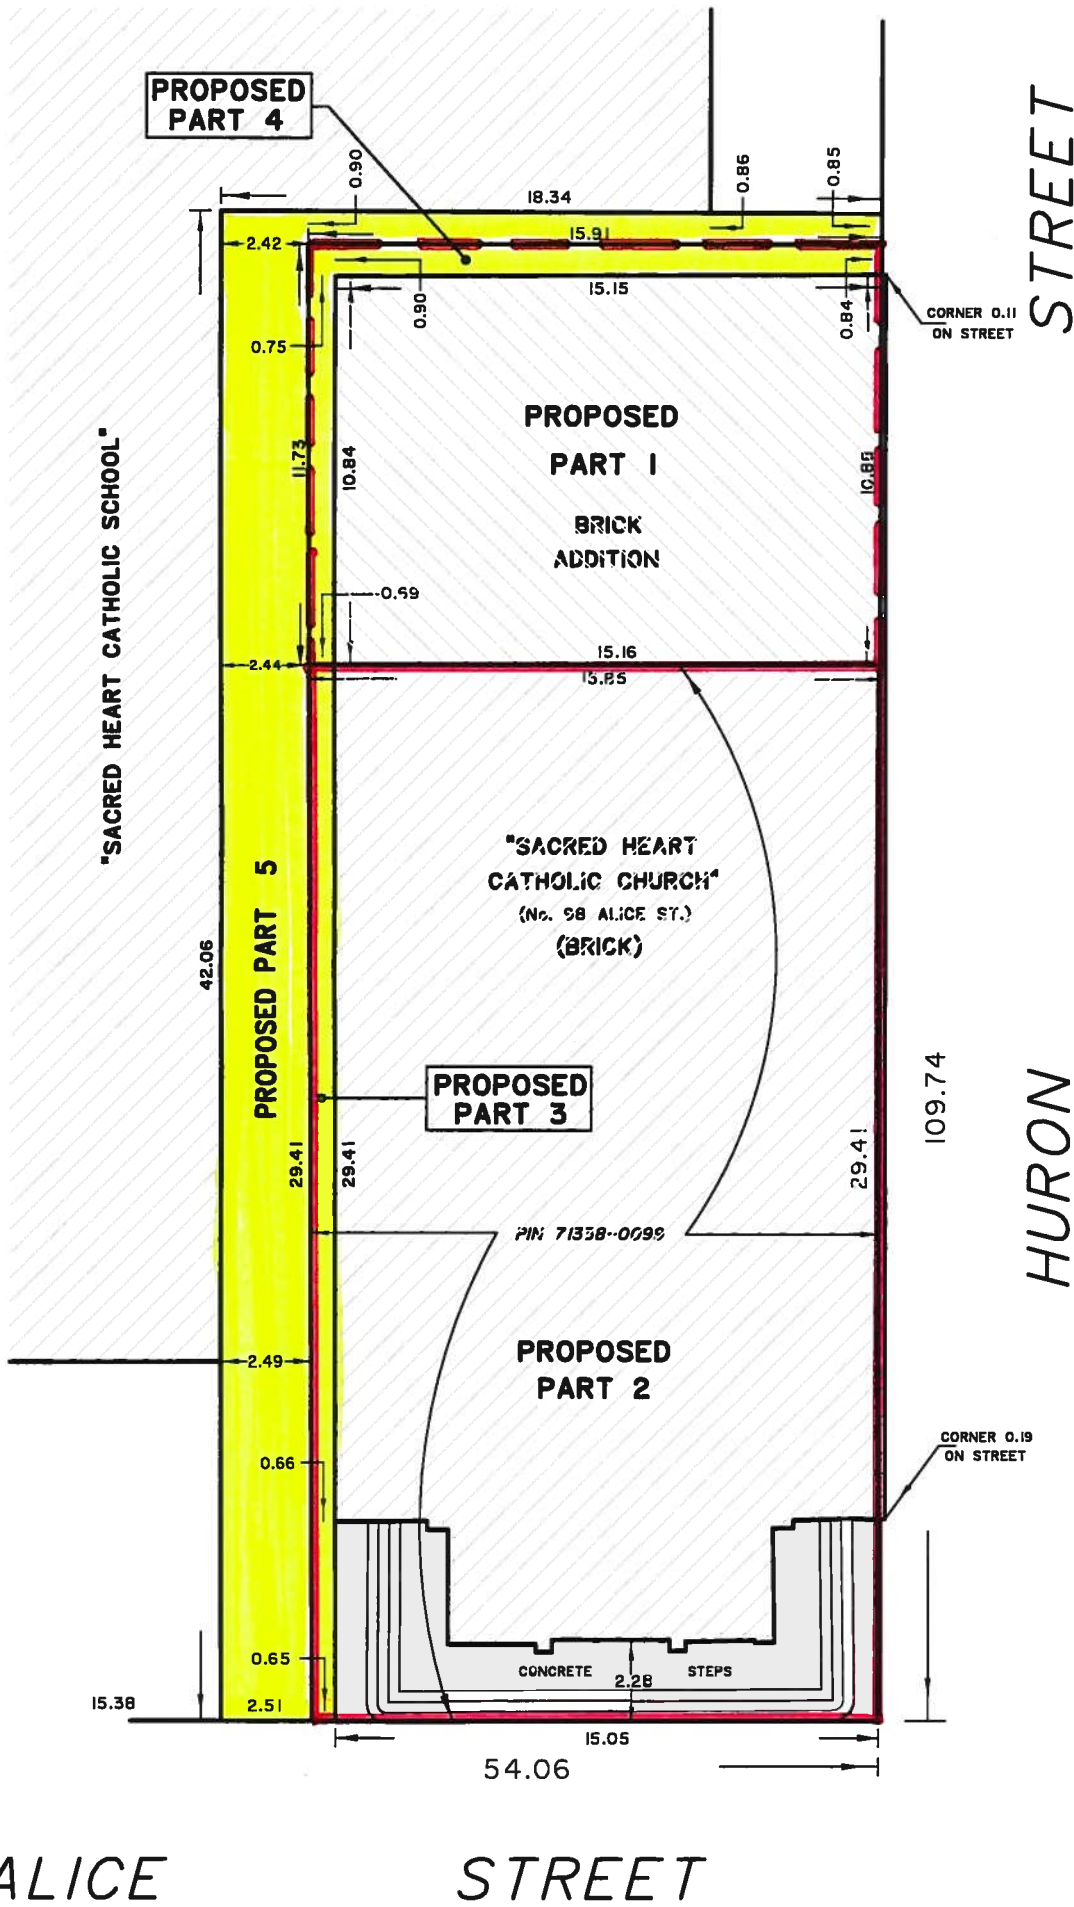 PROPOSED
PART 4
0.90
18.34
0.86
0.85
STREET
2.42
15.91
15.15
0.90
0.84
CORNER 0.11
ON STREET
0.75
PROPOSED
PART 1
BRICK
ADDITION
11.73
10.84
"SACRED HEART CATHOLIC SCHOOL"
0.69
2.44
15.16
15.85
"SACRED HEART
CATHOLIC CHURCH"
(No. 98 ALICE ST.)
(BRICK)
PROPOSED PART 5
42.06
PROPOSED
PART 3
109.74
29.41
29.41
29.41
HURON
PIN 71358-0099
PROPOSED
PART 2
2.49
0.66
CORNER 0.19
ON STREET
0.65
CONCRETE
STEPS
2.28
15.38
2.51
15.05
54.06
ALICE
STREET